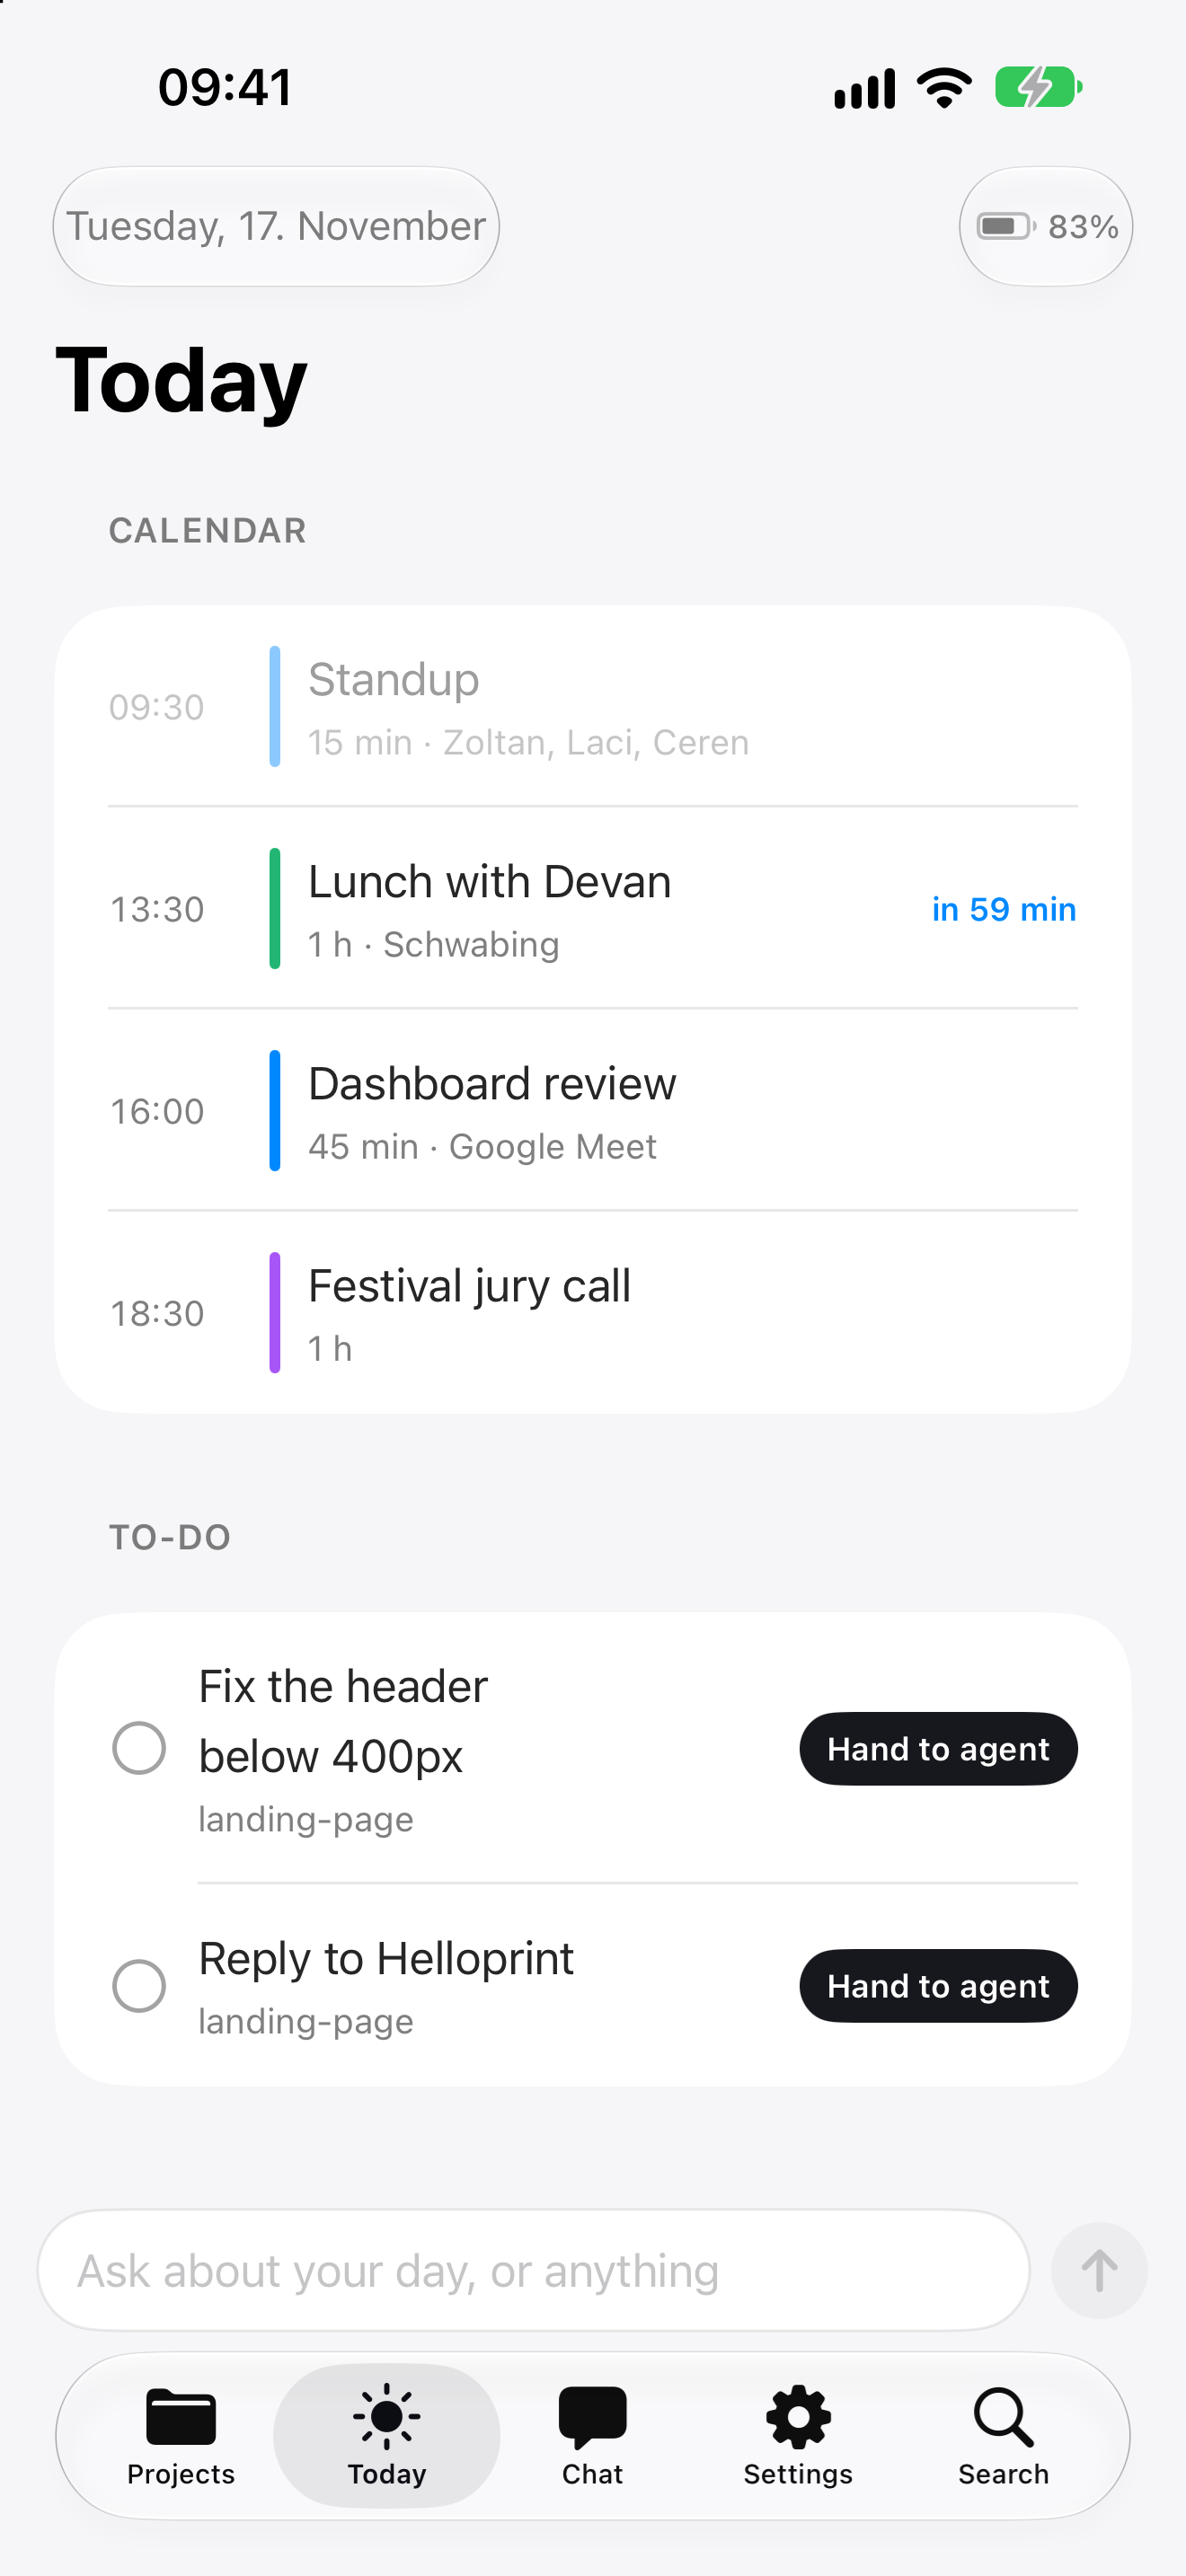 09:41
Tuesday, 17. November
83%
Today
CALENDAR
09:30
Standup
15 min · Zoltan, Laci, Ceren
13:30
Lunch with Devan
1 h · Schwabing
in 59 min
16:00
Dashboard review
45 min · Google Meet
18:30
Festival jury call
1 h
TO-DO
Fix the header
below 400px
landing-page
Hand to agent
Reply to Helloprint
landing-page
Hand to agent
Ask about your day, or anything
Projects
Today
Chat
Settings
Search